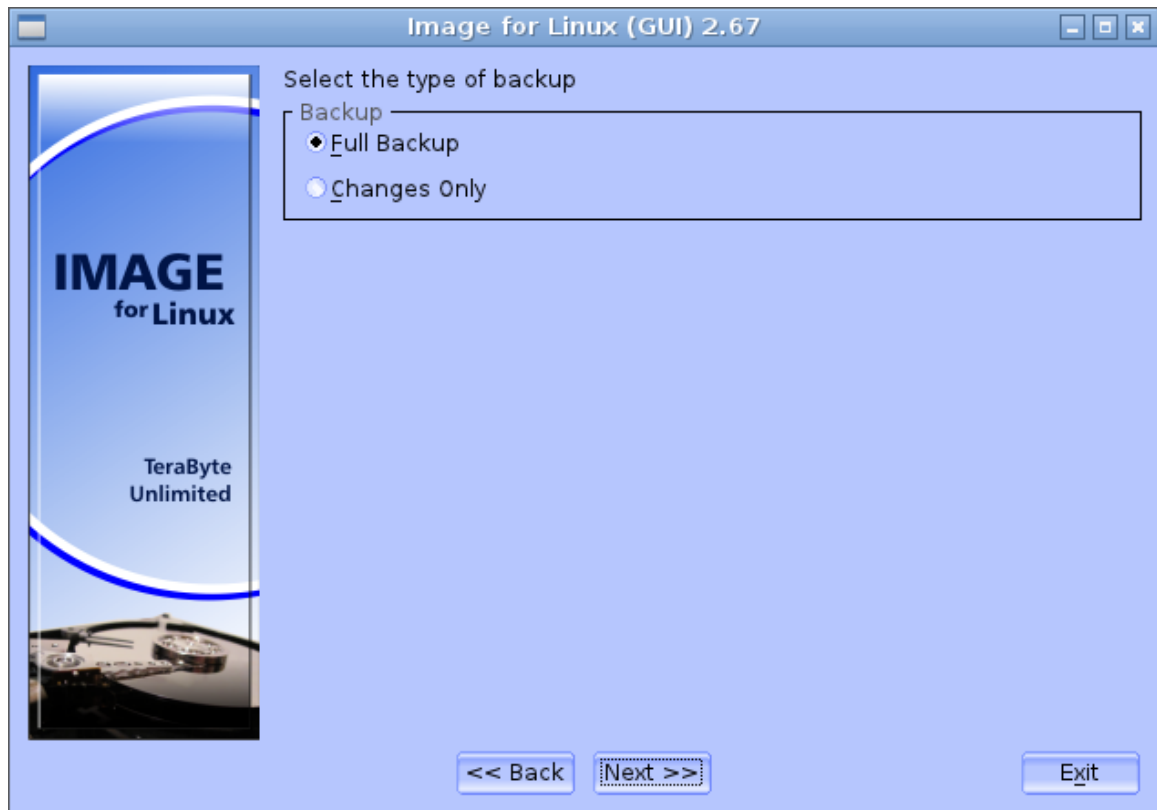 Image for Linux (GUI) 2.67
Select the type of backup
Backup
Full Backup
Changes Only
IMAGE
for Linux
TeraByte
Unlimited
<< Back
Next >>
Exit